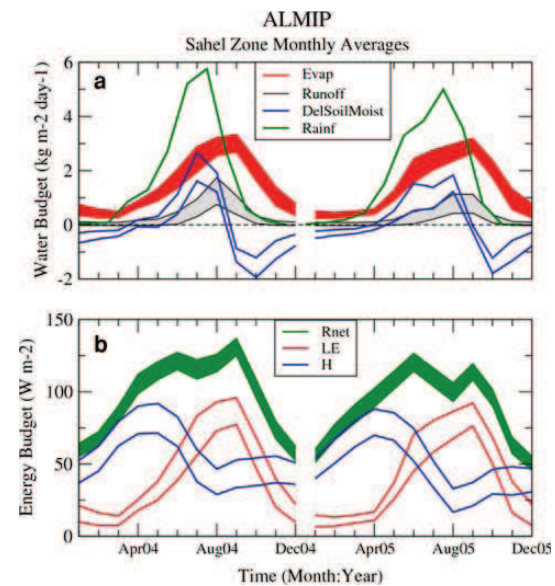 ALMIP
Sahel Zone Monthly Averages
a
Evap
Runoff
DelSoilMoist
Rainf
Water Budget (kg m-2 day-1)
6
4
2
0
-2
b
Rnet
LE
H
Energy Budget (W m-2)
150
100
50
0
Apr04 Aug04 Dec04 Apr05 Aug05 Dec05
Time (Month:Year)